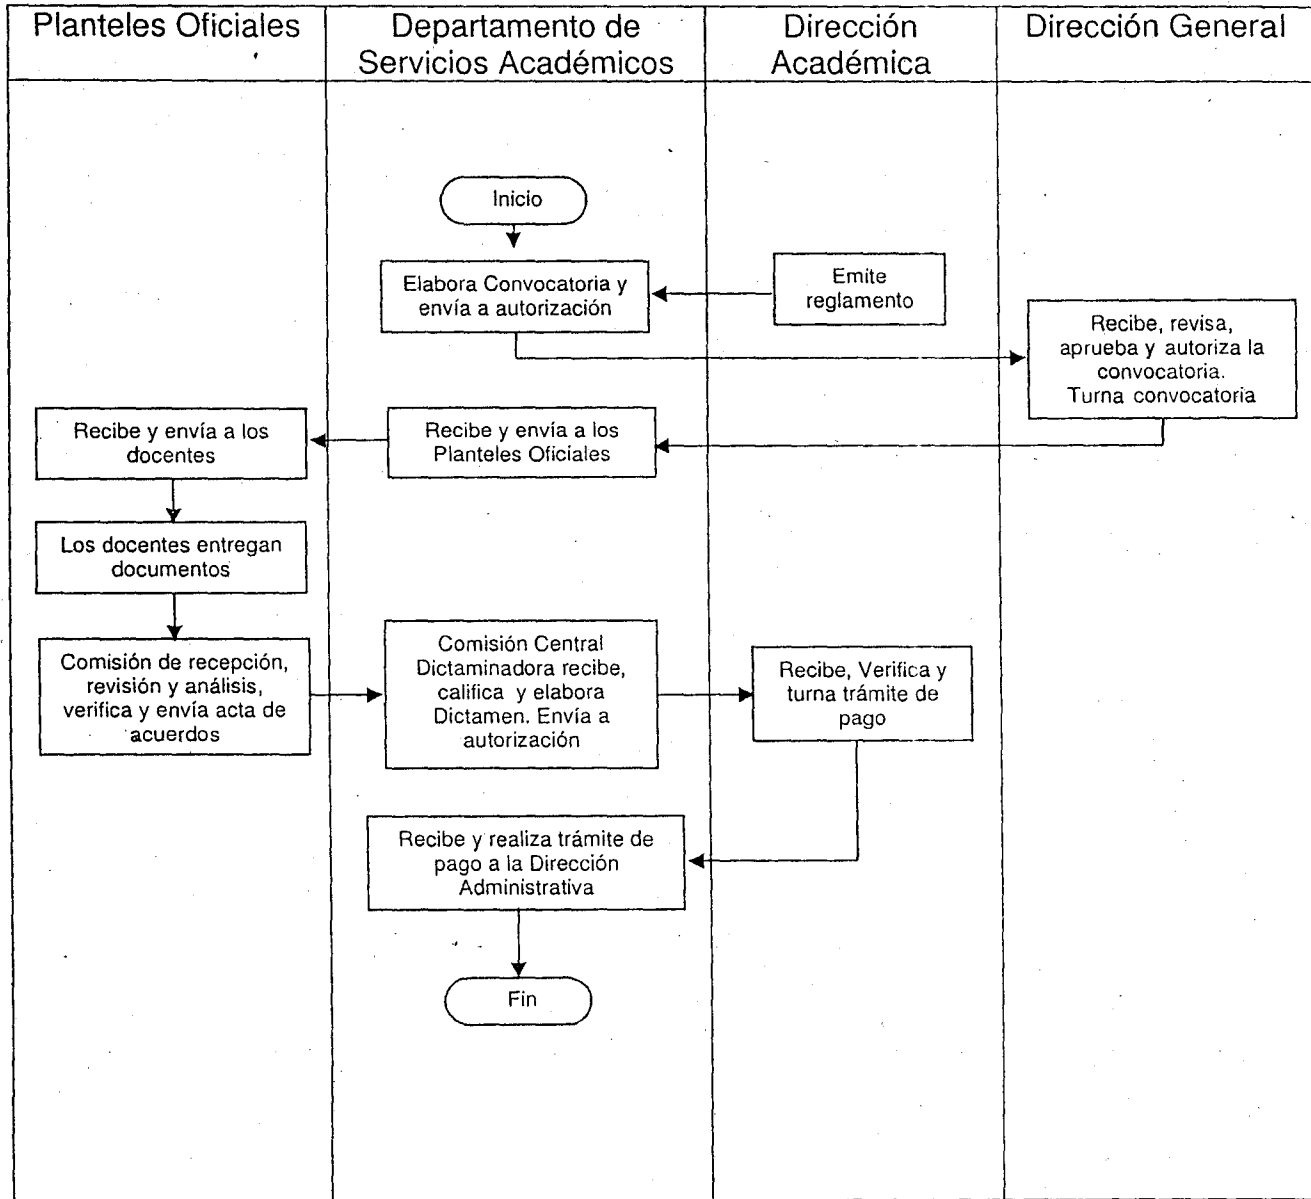 Planteles Oficiales
Departamento de
Servicios Académicos
Dirección
Académica
Dirección General
Inicio
Elabora Convocatoria y
envía a autorización
Emite
reglamento
Recibe, revisa,
aprueba y autoriza la
convocatoria.
Turna convocatoria
Recibe y envía a los
Planteles Oficiales
Recibe y envía a los
docentes
Los docentes entregan
documentos
Comisión de recepción,
revisión y análisis,
verifica y envía acta de
acuerdos
Comisión Central
Dictaminadora recibe,
califica y elabora
Dictamen. Envía a
autorización
Recibe, Verifica y
turna trámite de
pago
Recibe y realiza trámite de
pago a la Dirección
Administrativa
Fin